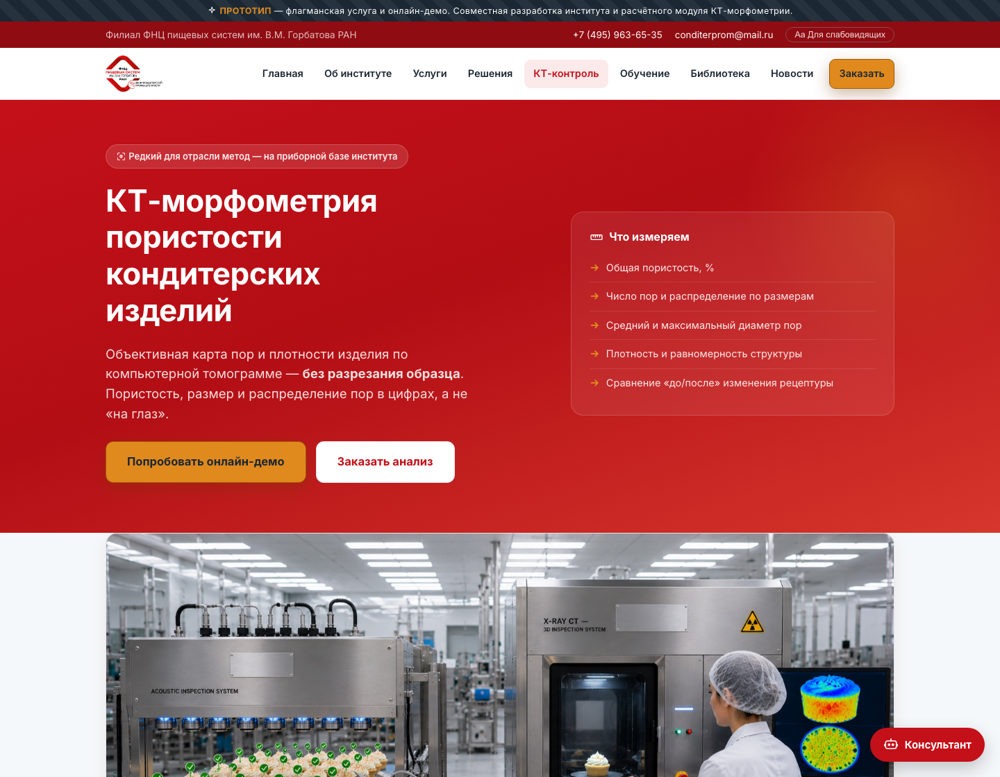 ПРОТОТИП — флагманская услуга и онлайн-демо. Совместная разработка института и расчётного модуля КТ-морфометрии.
Филиал ФНЦ пищевых систем им. В.М. Горбатова РАН
+7 (495) 963-65-35
conditerprom@mail.ru
Aa Для слабовидящих
ФНЦ
ПИЩЕВЫХ СИСТЕМ
ИМ. В.М. ГОРБАТОВА
РАН
Главная
Об институте
Услуги
Решения
КТ-контроль
Обучение
Библиотека
Новости
Заказать
Редкий для отрасли метод — на приборной базе института
КТ-морфометрия
пористости
кондитерских
изделий
Объективная карта пор и плотности изделия по
компьютерной томограмме — без разрезания образца.
Пористость, размер и распределение пор в цифрах, а не
«на глаз».
Попробовать онлайн-демо
Заказать анализ
Что измеряем
Общая пористость, %
Число пор и распределение по размерам
Средний и максимальный диаметр пор
Плотность и равномерность структуры
Сравнение «до/после» изменения рецептуры
ACOUSTIC INSPECTION SYSTEM
X-RAY CT —
3D INSPECTION SYSTEM
Консультант